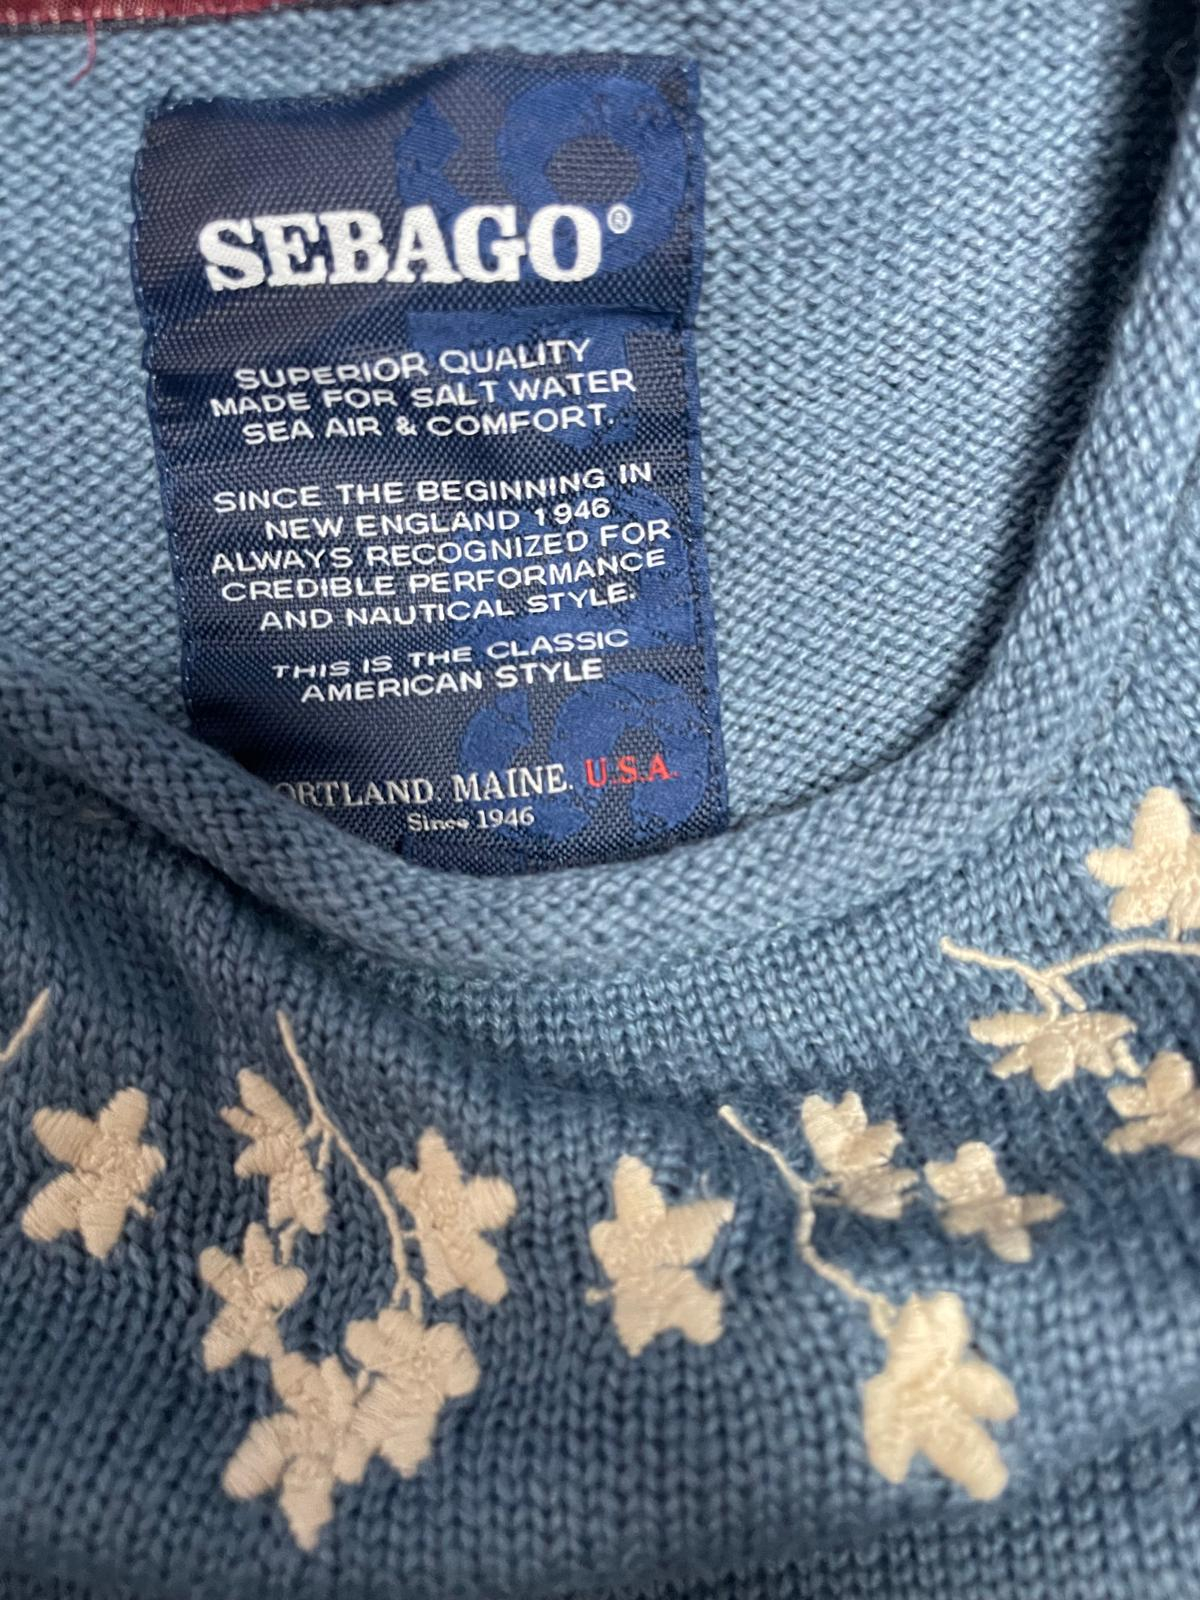 SEBAGO®
SUPERIOR QUALITY
MADE FOR SALT WATER
SEA AIR & COMFORT.
SINCE THE BEGINNING IN
NEW ENGLAND 1946
ALWAYS RECOGNIZED FOR
CREDIBLE PERFORMANCE
AND NAUTICAL STYLE.
THIS IS THE CLASSIC
AMERICAN STYLE
ORTLAND. MAINE. U.S.A.
Since 1946